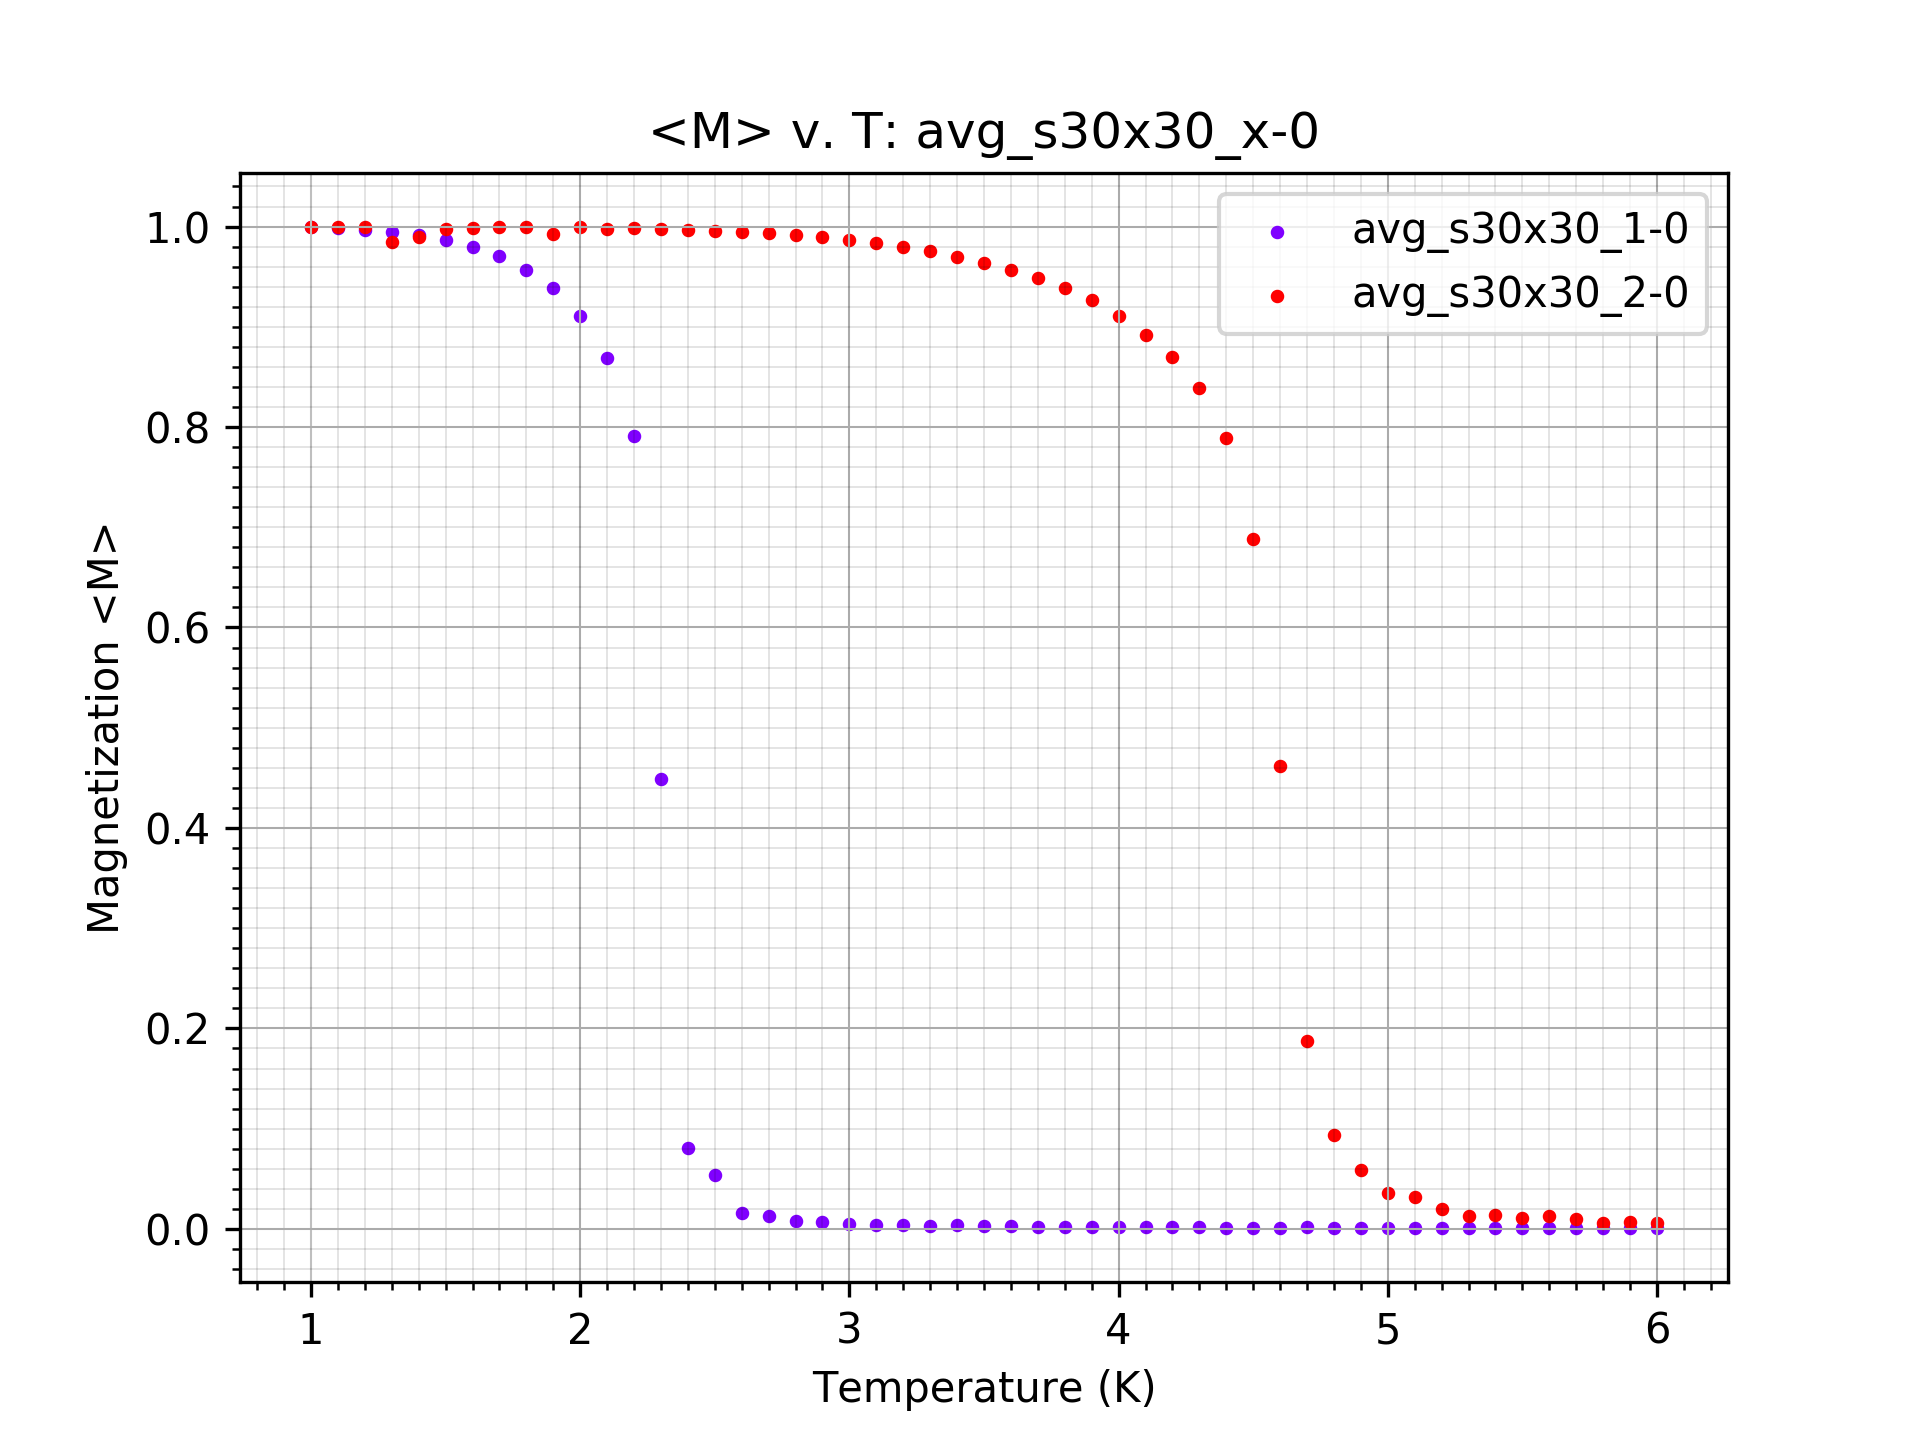 <M> v. T: avg_s30x30_x-0
avg_s30x30_1-0
avg_s30x30_2-0
Magnetization <M>
1.0
0.8
0.6
0.4
0.2
0.0
1 2 3 4 5 6
Temperature (K)